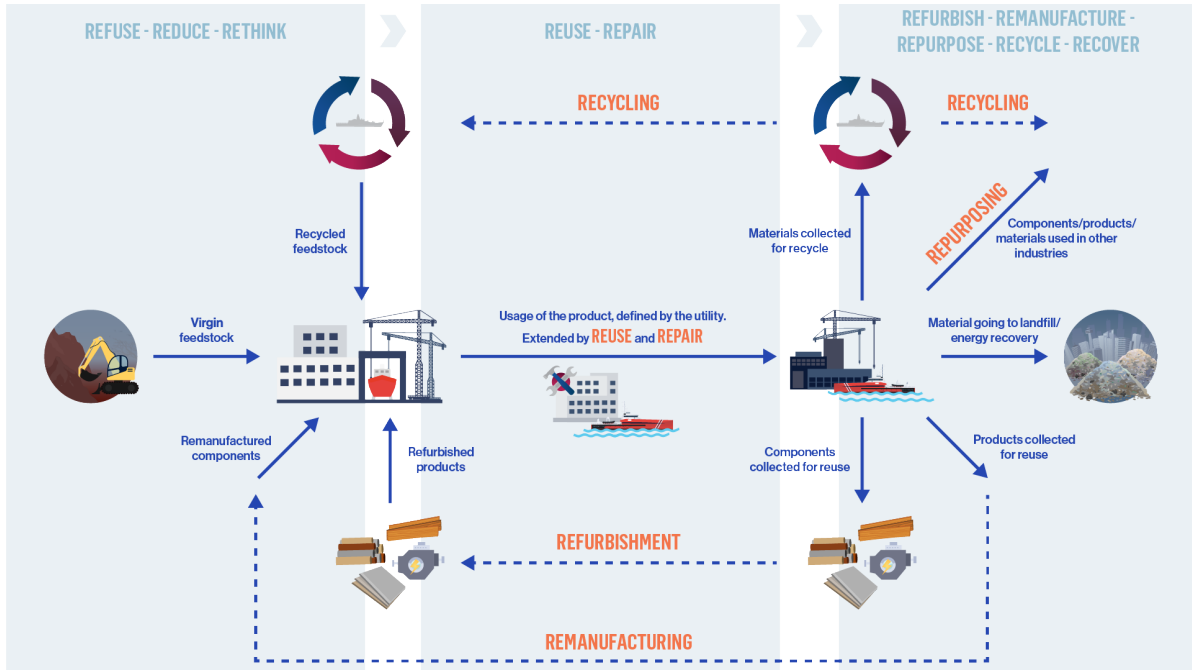 REFUSE - REDUCE - RETHINK
REUSE - REPAIR
REFURBISH - REMANUFACTURE -
REPURPOSE - RECYCLE - RECOVER
RECYCLING
RECYCLING
Recycled
feedstock
Materials collected
for recycle
REPURPOSING
Components/products/
materials used in other
industries
Virgin
feedstock
Usage of the product, defined by the utility.
Extended by REUSE and REPAIR
Material going to landfill/
energy recovery
Remanufactured
components
Refurbished
products
Components
collected for reuse
Products collected
for reuse
REFURBISHMENT
REMANUFACTURING